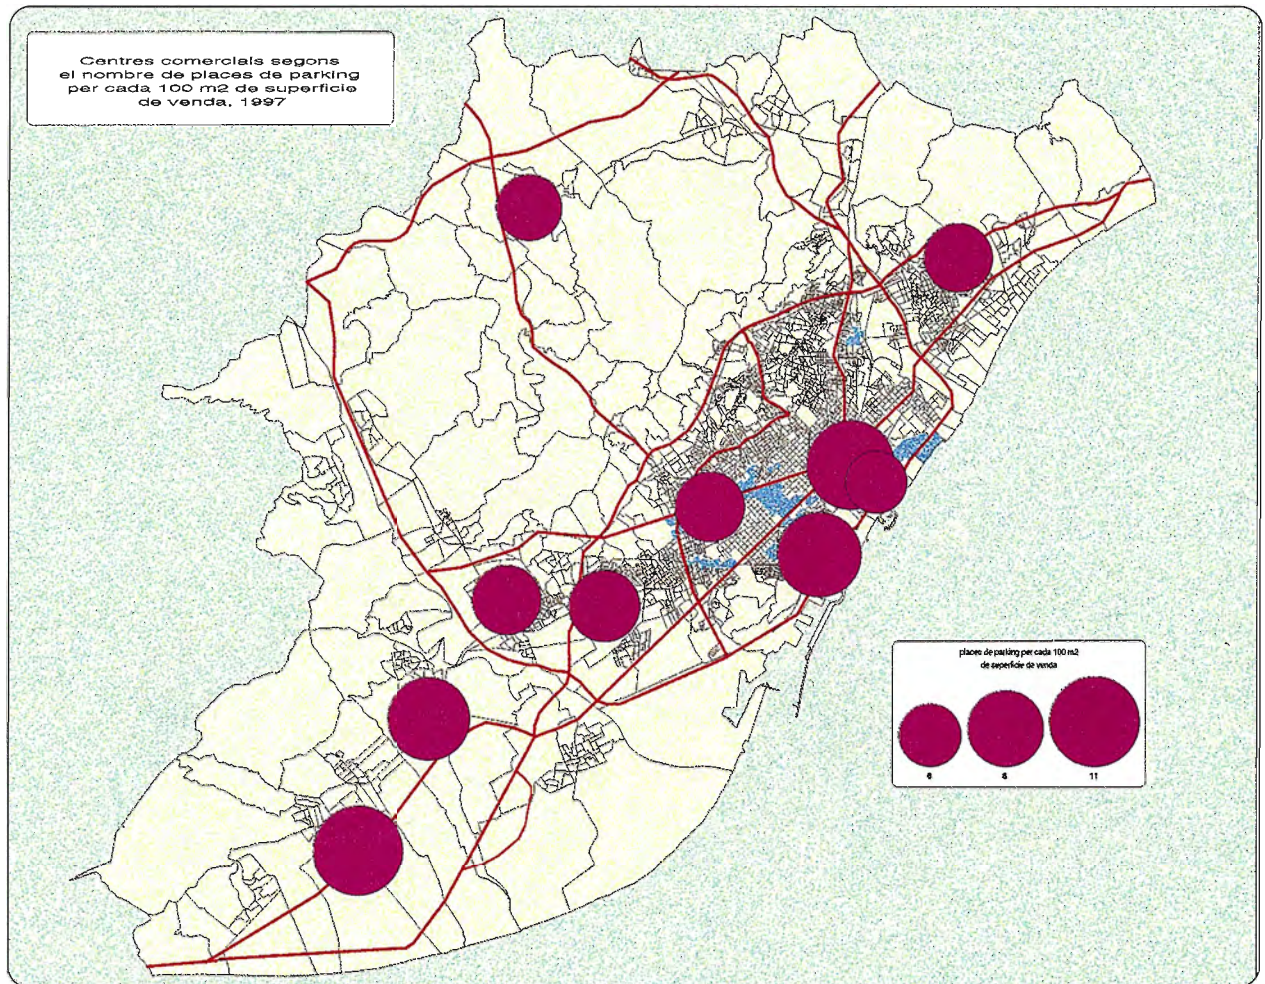 Centres comercials segons
el nombre de places de parking
per cada 100 m2 de superficie
de venda, 1997
places de parking per cada 100 m2
de superfície de venda
11